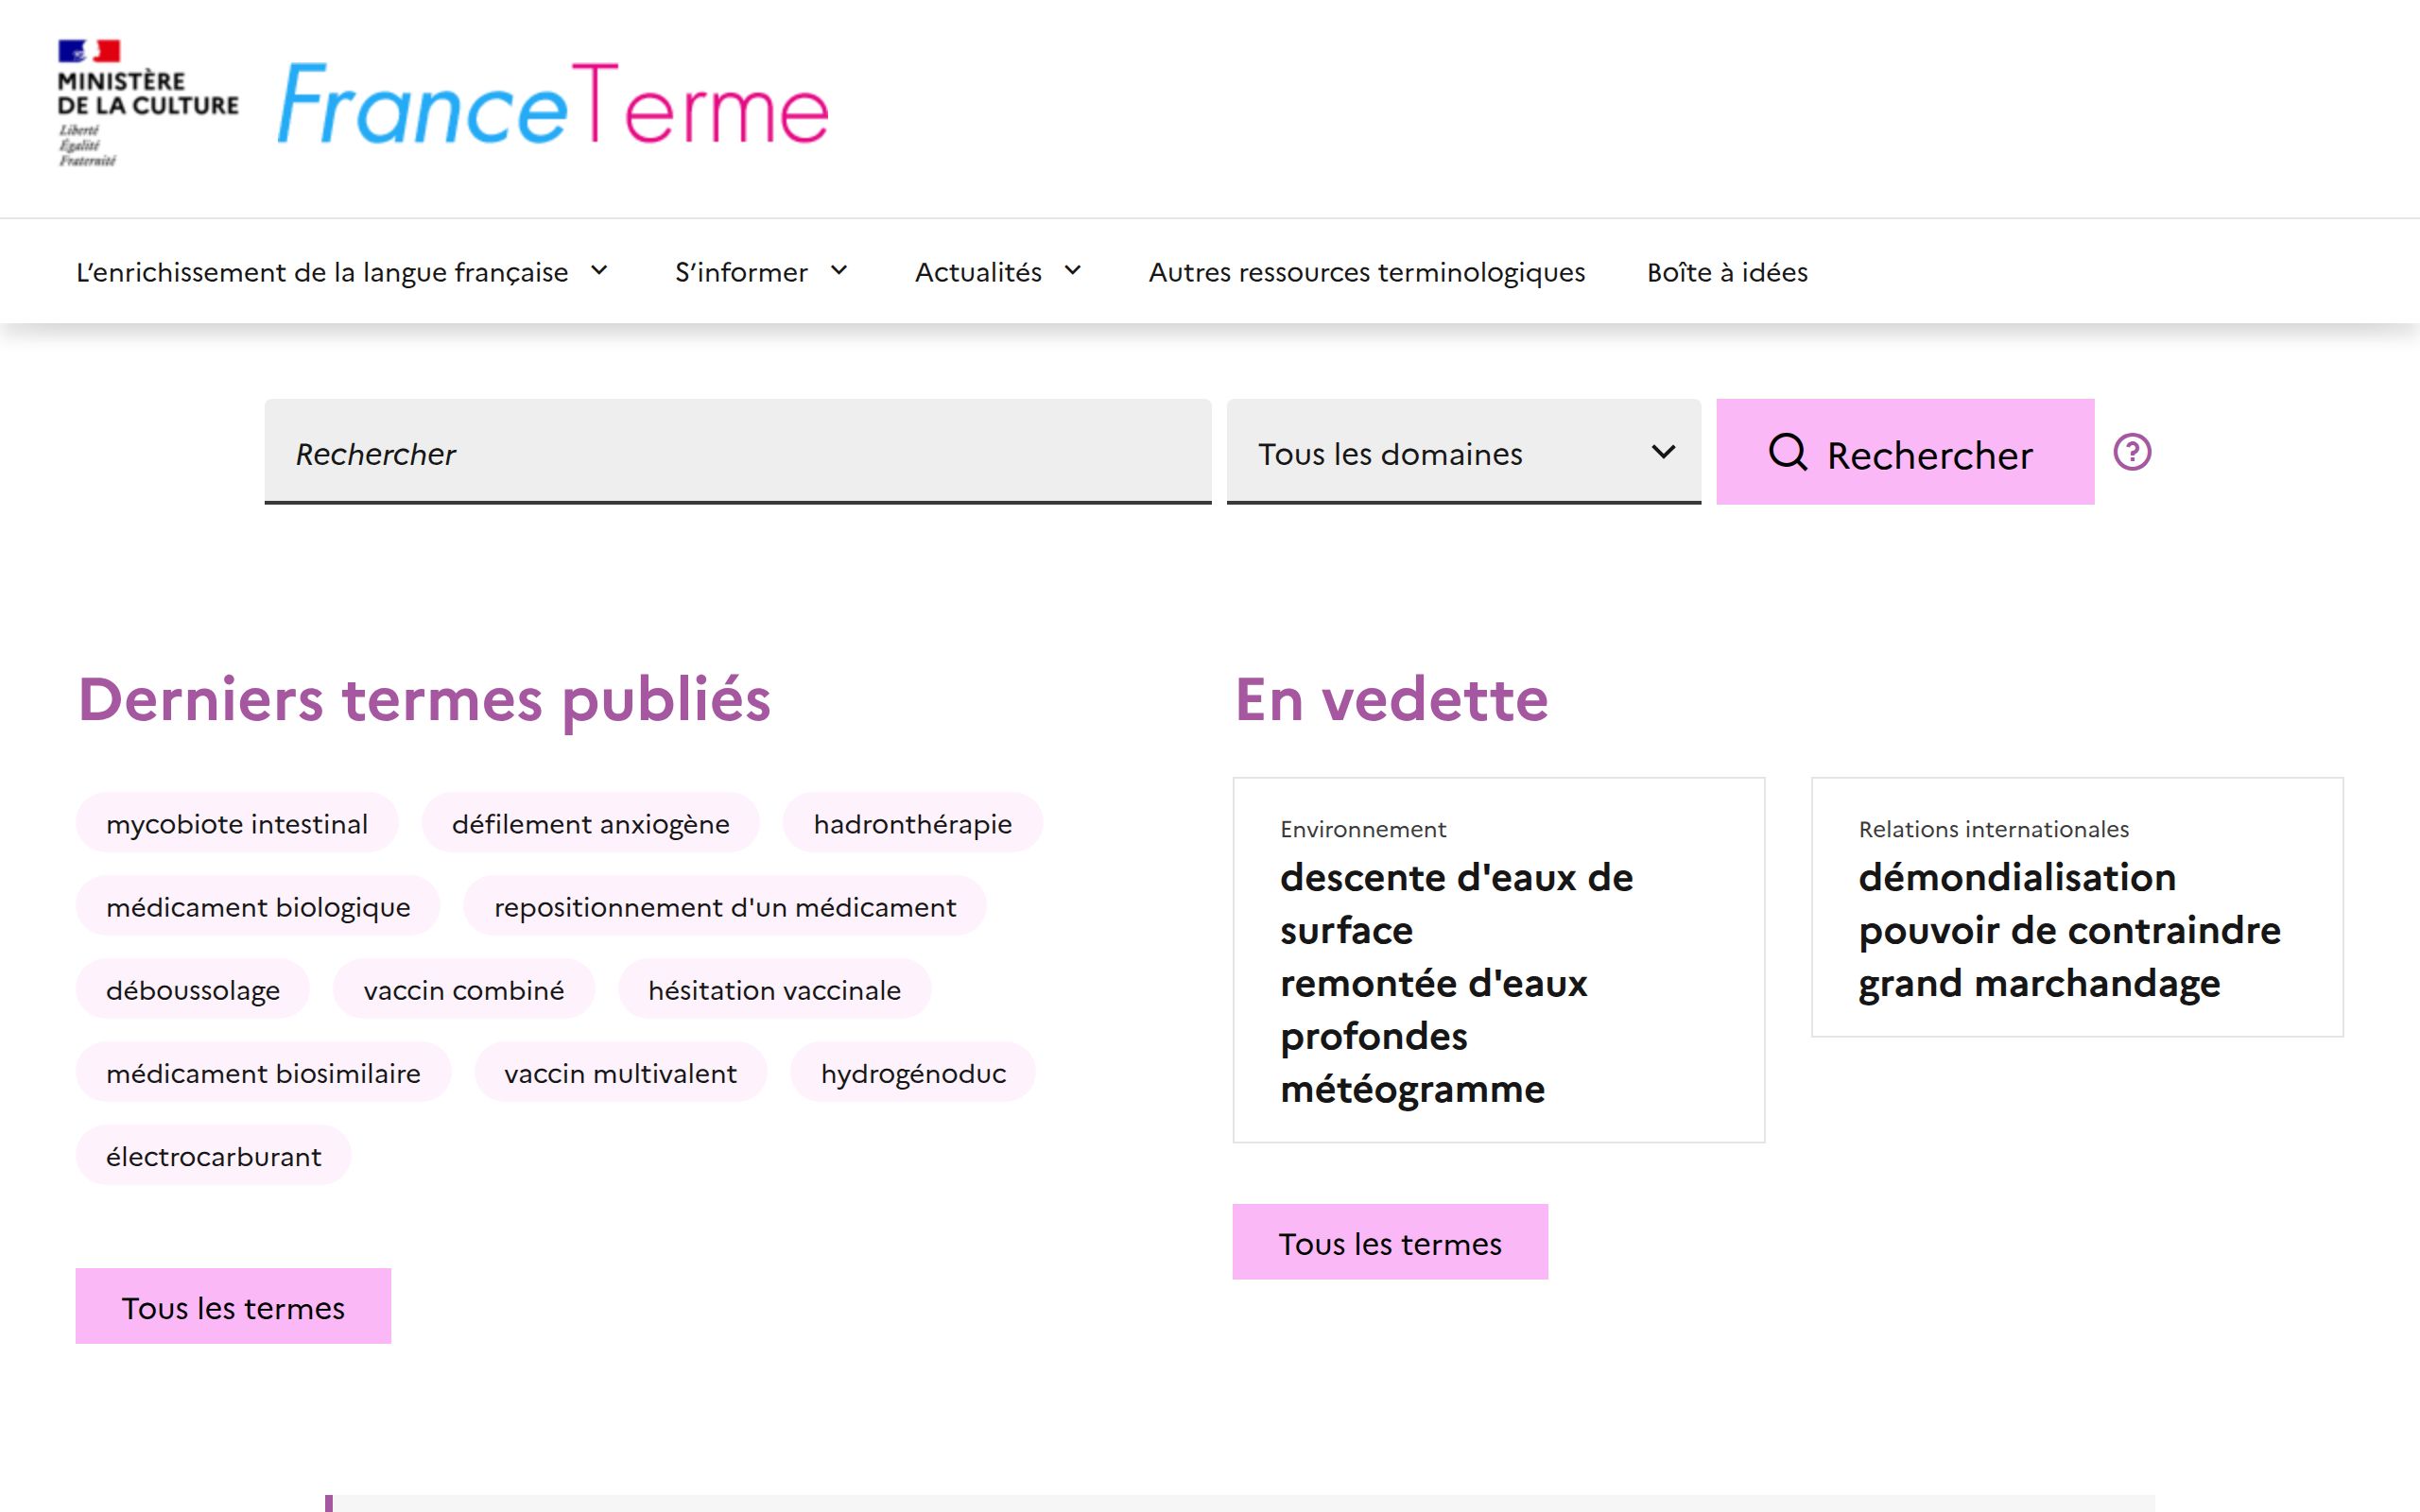 MINISTÈRE
DE LA CULTURE
Liberté
Égalité
Fraternité
FranceTerme
L’enrichissement de la langue française
S’informer
Actualités
Autres ressources terminologiques
Boîte à idées
Rechercher
Tous les domaines
Rechercher
?
Derniers termes publiés
mycobiote intestinal
défilement anxiogène
hadronthérapie
médicament biologique
repositionnement d'un médicament
déboussolage
vaccin combiné
hésitation vaccinale
médicament biosimilaire
vaccin multivalent
hydrogénoduc
électrocarburant
Tous les termes
En vedette
Environnement
descente d'eaux de
surface
remontée d'eaux
profondes
météogramme
Relations internationales
démondialisation
pouvoir de contraindre
grand marchandage
Tous les termes